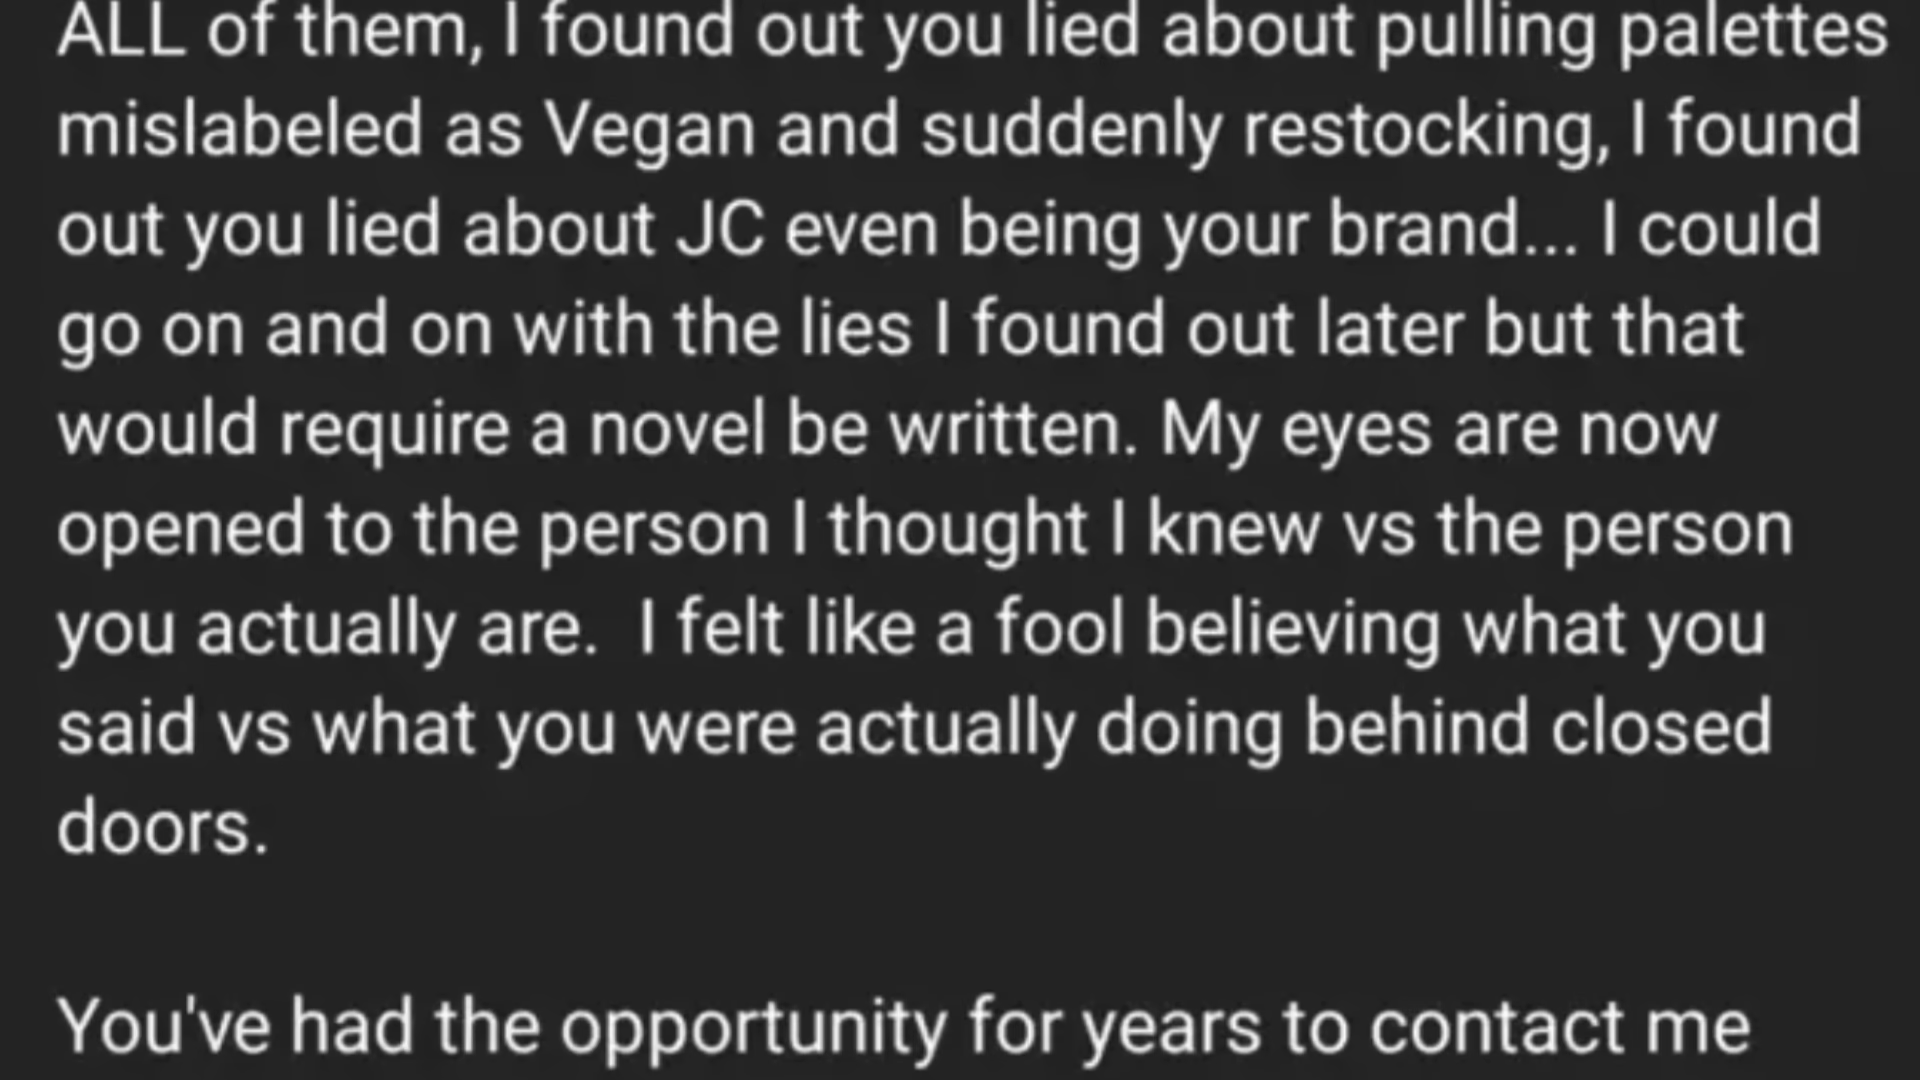 ALL of them, I found out you lied about pulling palettes
mislabeled as Vegan and suddenly restocking, I found
out you lied about JC even being your brand... I could
go on and on with the lies I found out later but that
would require a novel be written. My eyes are now
opened to the person I thought I knew vs the person
you actually are.  I felt like a fool believing what you
said vs what you were actually doing behind closed
doors.
You've had the opportunity for years to contact me